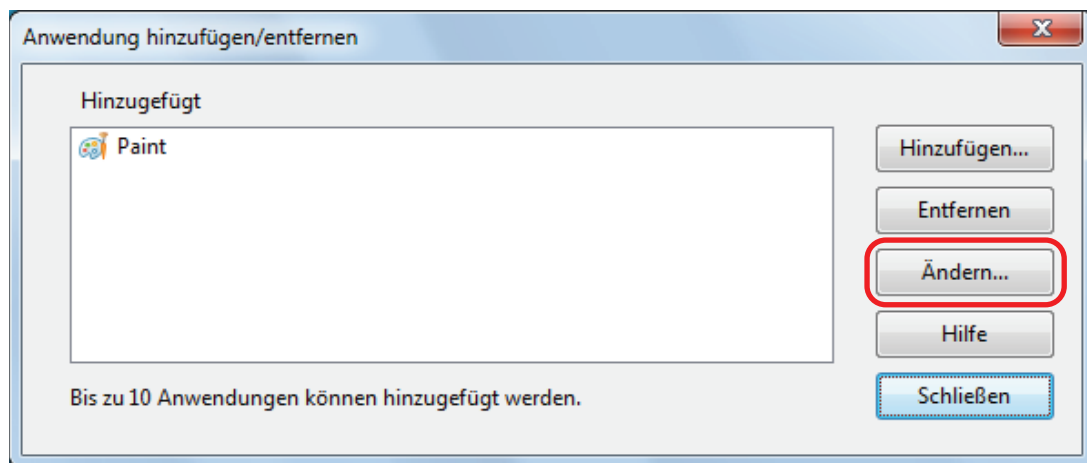 Anwendung hinzufügen/entfernen
Hinzugefügt
Paint
Hinzufügen...
Entfernen
Ändern...
Hilfe
Schließen
Bis zu 10 Anwendungen können hinzugefügt werden.